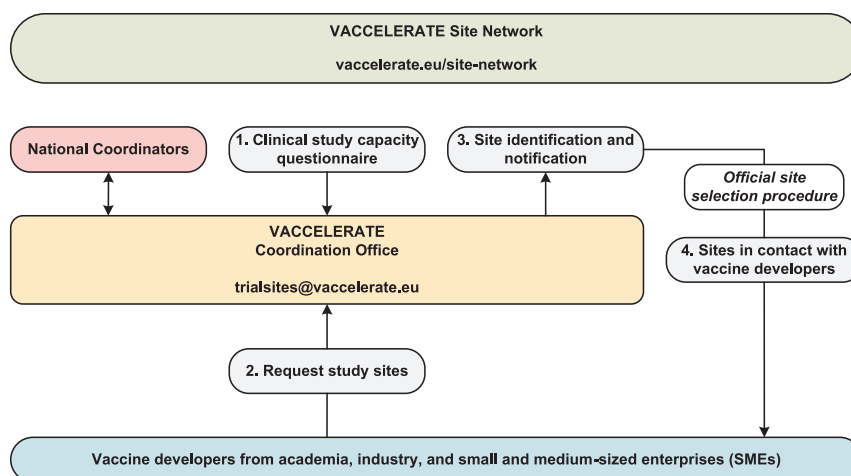 VACCELERATE Site Network
vaccelerate.eu/site-network
National Coordinators
1. Clinical study capacity
questionnaire
3. Site identification and
notification
Official site
selection procedure
VACCELERATE
Coordination Office
trialsites@vaccelerate.eu
4. Sites in contact with
vaccine developers
2. Request study sites
Vaccine developers from academia, industry, and small and medium-sized enterprises (SMEs)